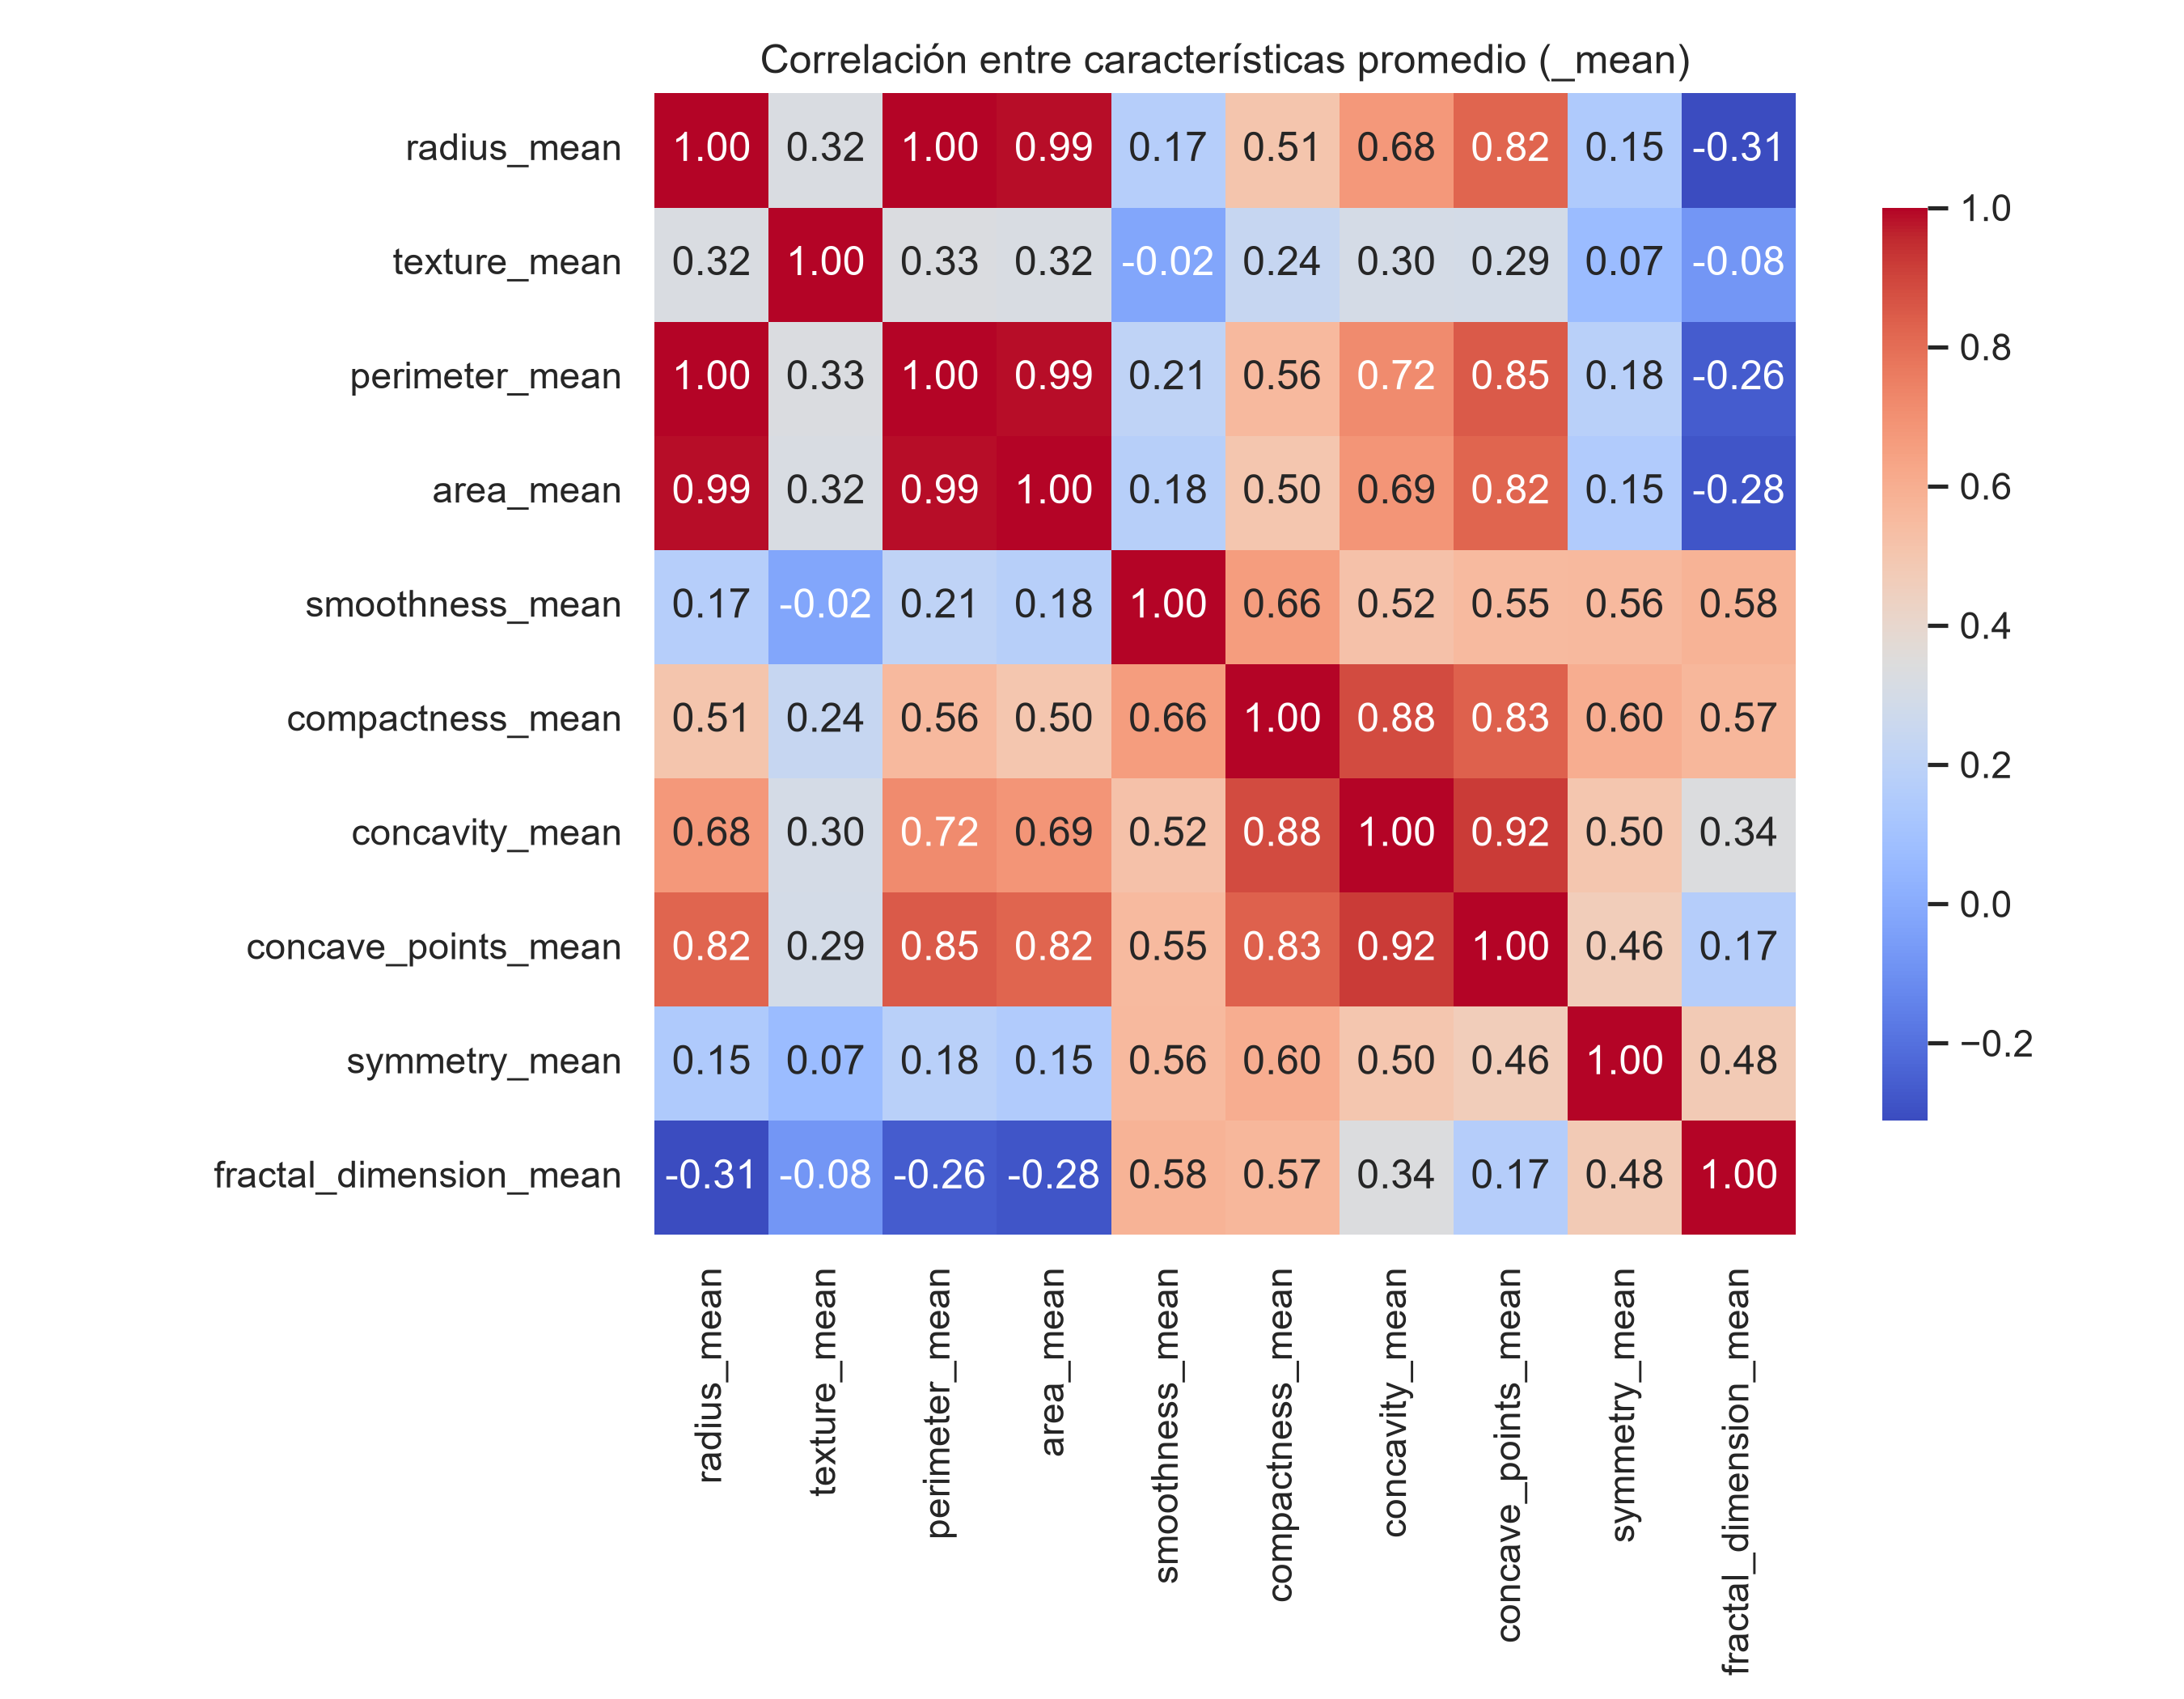 Correlación entre características promedio (_mean)
radius_mean 1.00 0.32 1.00 0.99 0.17 0.51 0.68 0.82 0.15 -0.31
texture_mean 0.32 1.00 0.33 0.32 -0.02 0.24 0.30 0.29 0.07 -0.08
perimeter_mean 1.00 0.33 1.00 0.99 0.21 0.56 0.72 0.85 0.18 -0.26
area_mean 0.99 0.32 0.99 1.00 0.18 0.50 0.69 0.82 0.15 -0.28
smoothness_mean 0.17 -0.02 0.21 0.18 1.00 0.66 0.52 0.55 0.56 0.58
compactness_mean 0.51 0.24 0.56 0.50 0.66 1.00 0.88 0.83 0.60 0.57
concavity_mean 0.68 0.30 0.72 0.69 0.52 0.88 1.00 0.92 0.50 0.34
concave_points_mean 0.82 0.29 0.85 0.82 0.55 0.83 0.92 1.00 0.46 0.17
symmetry_mean 0.15 0.07 0.18 0.15 0.56 0.60 0.50 0.46 1.00 0.48
fractal_dimension_mean -0.31 -0.08 -0.26 -0.28 0.58 0.57 0.34 0.17 0.48 1.00
radius_mean
texture_mean
perimeter_mean
area_mean
smoothness_mean
compactness_mean
concavity_mean
concave_points_mean
symmetry_mean
fractal_dimension_mean
1.0
0.8
0.6
0.4
0.2
0.0
−0.2